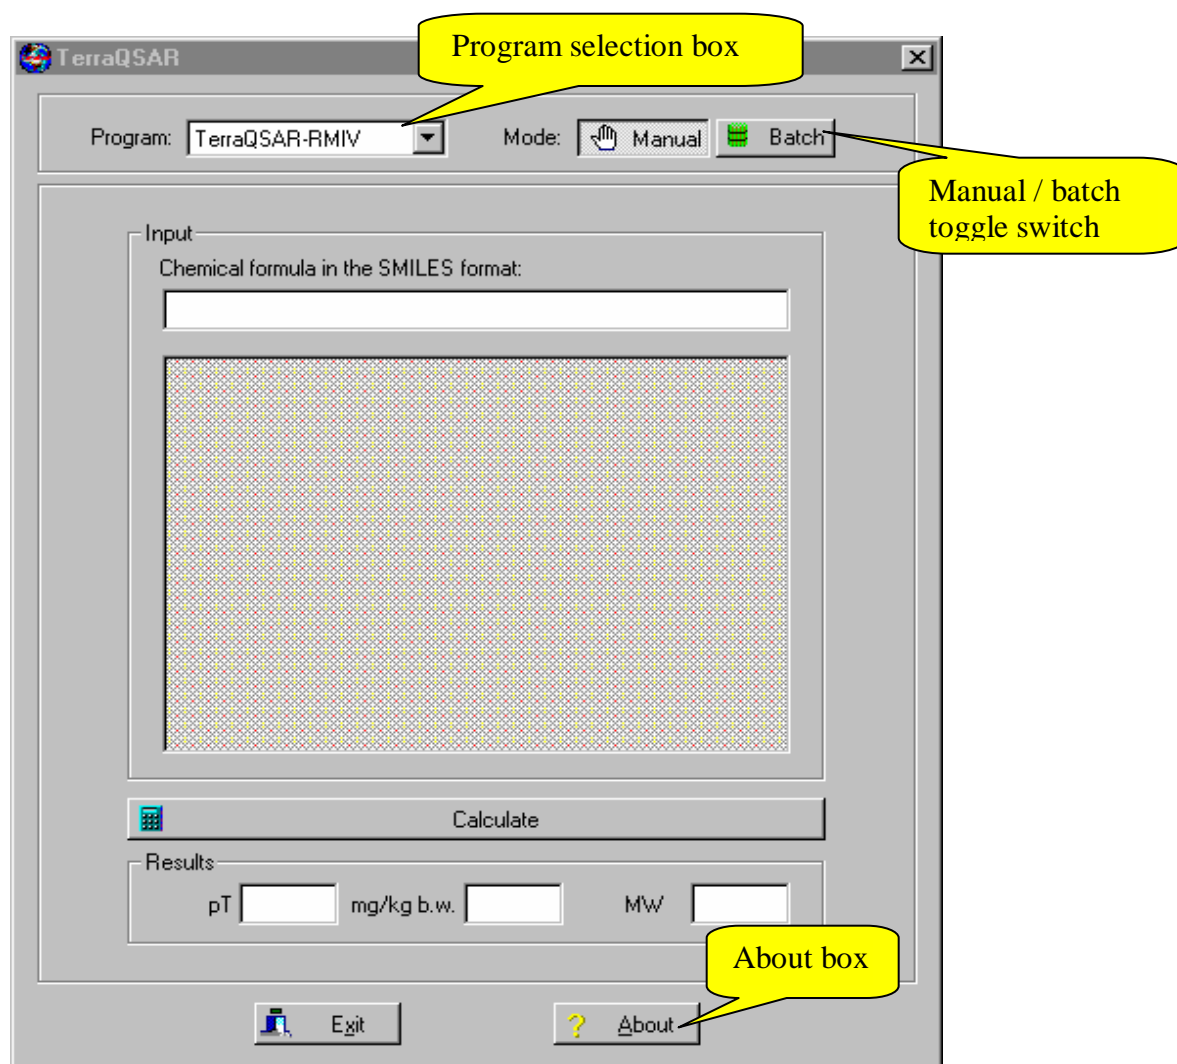 Program selection box
TerraQSAR
Program: TerraQSAR-RMIV Mode: Manual Batch
Manual / batch
toggle switch
Input
Chemical formula in the SMILES format:
Calculate
Results
pT mg/kg b.w. MW
About box
Exit ? About